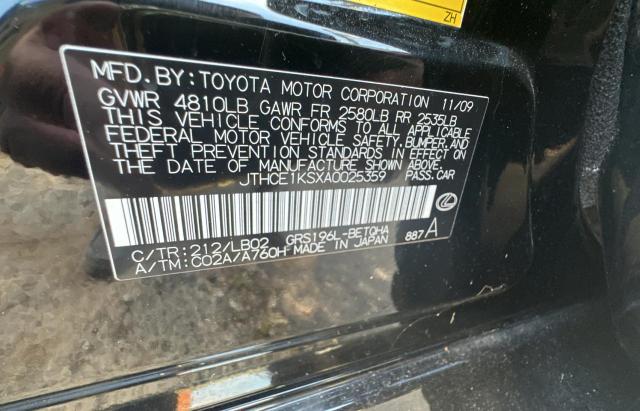 ZH
MFD. BY: TOYOTA MOTOR CORPORATION 11/09
GVWR 4810LB GAWR FR 2580LB RR 2535LB
THIS VEHICLE CONFORMS TO ALL APPLICABLE
FEDERAL MOTOR VEHICLE SAFETY, BUMPER, AND
THEFT PREVENTION STANDARDS IN EFFECT ON
THE DATE OF MANUFACTURE SHOWN ABOVE.
JTHCE1KSXA0025359 PASS. CAR
C/TR: 212/LB02 GRS196L-BETQHA 887 A
A/TM: C02A/A760H MADE IN JAPAN